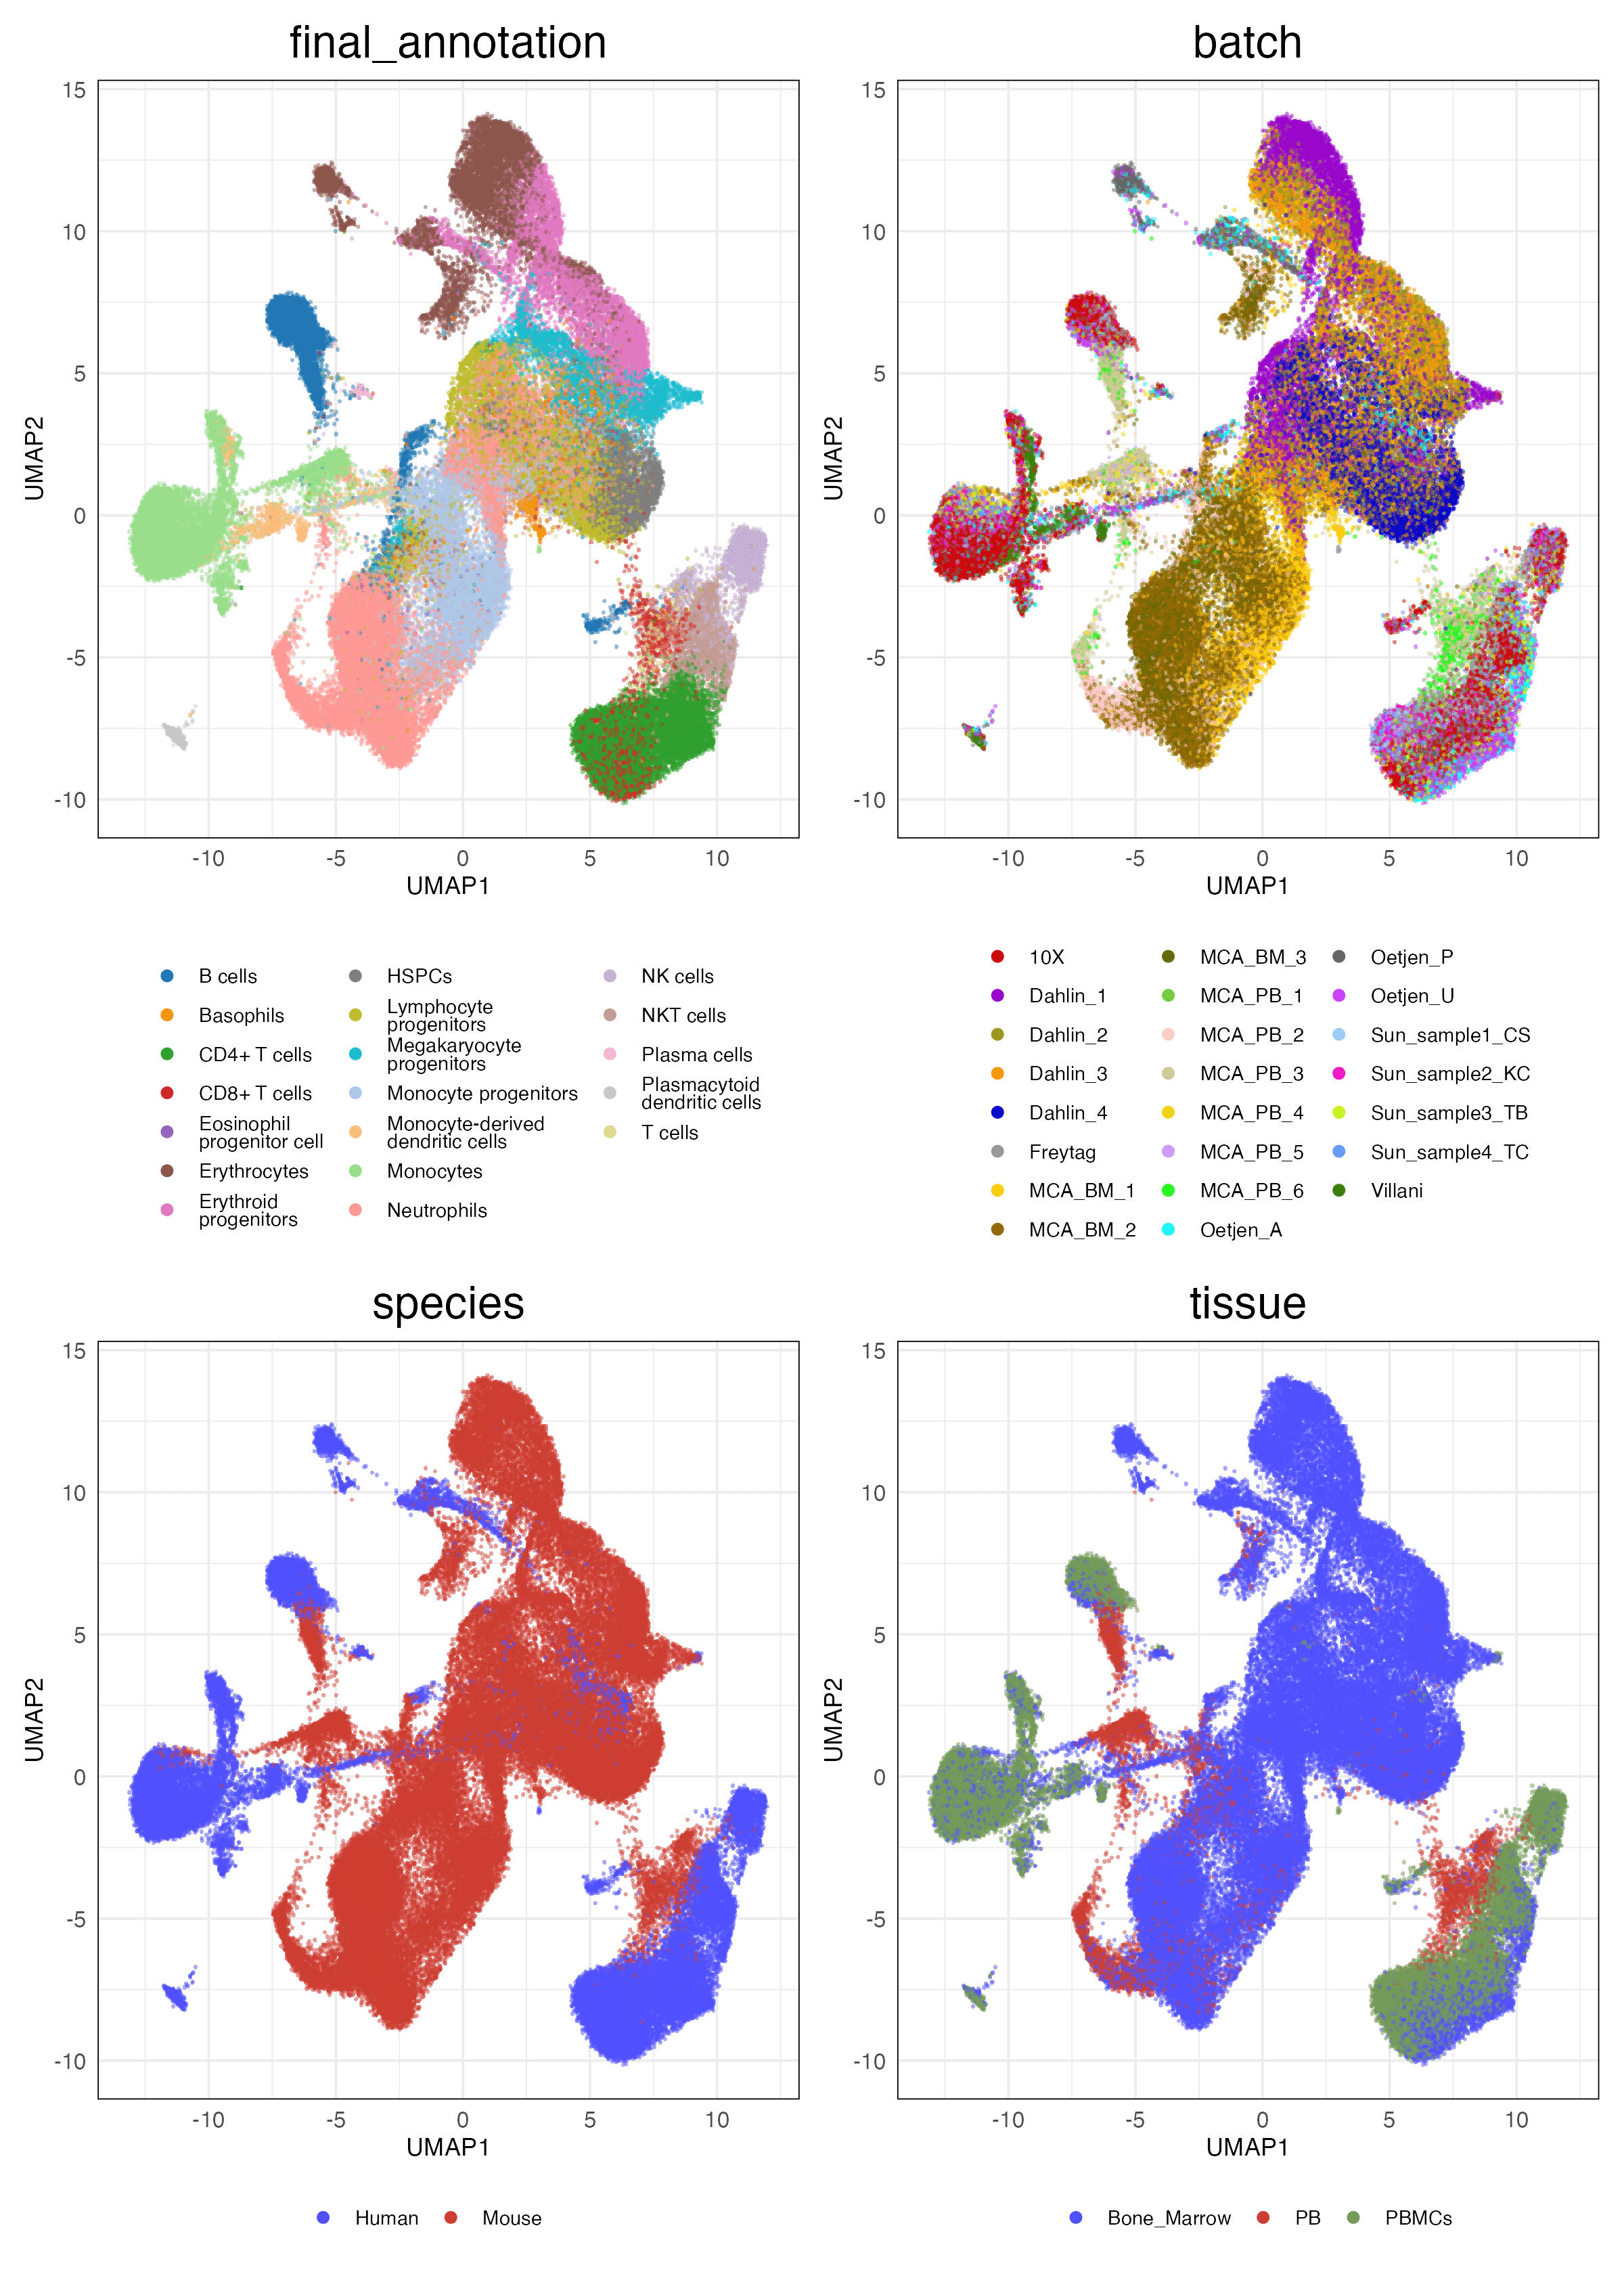 final_annotation
batch
15
10
5
0
-5
-10
UMAP2
-10 -5 0 5 10
UMAP1
15
10
5
0
-5
-10
UMAP2
-10 -5 0 5 10
UMAP1
B cells
Basophils
CD4+ T cells
CD8+ T cells
Eosinophil
progenitor cell
Erythrocytes
Erythroid
progenitors
HSPCs
Lymphocyte
progenitors
Megakaryocyte
progenitors
Monocyte progenitors
Monocyte-derived
dendritic cells
Monocytes
Neutrophils
NK cells
NKT cells
Plasma cells
Plasmacytoid
dendritic cells
T cells
10X
Dahlin_1
Dahlin_2
Dahlin_3
Dahlin_4
Freytag
MCA_BM_1
MCA_BM_2
MCA_BM_3
MCA_PB_1
MCA_PB_2
MCA_PB_3
MCA_PB_4
MCA_PB_5
MCA_PB_6
Oetjen_A
Oetjen_P
Oetjen_U
Sun_sample1_CS
Sun_sample2_KC
Sun_sample3_TB
Sun_sample4_TC
Villani
species
tissue
15
10
5
0
-5
-10
UMAP2
-10 -5 0 5 10
UMAP1
15
10
5
0
-5
-10
UMAP2
-10 -5 0 5 10
UMAP1
Human Mouse
Bone_Marrow PB PBMCs